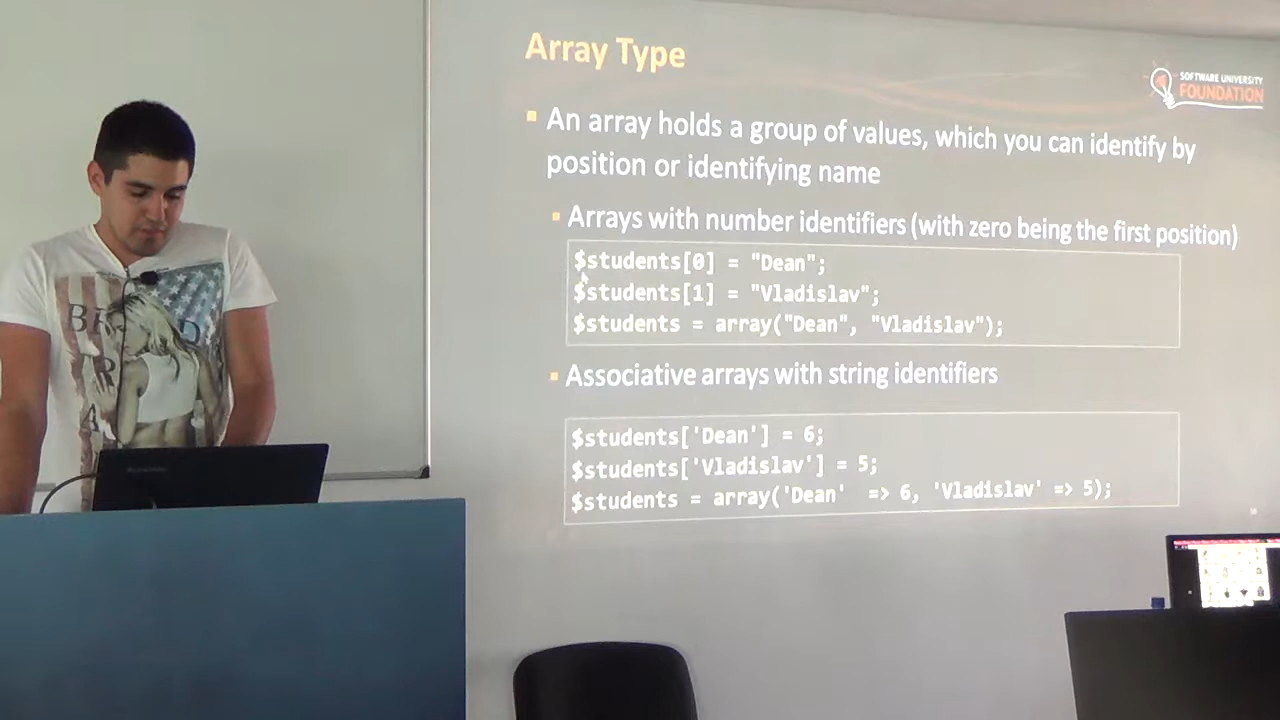 Array Type
SOFTWARE UNIVERSITY
FOUNDATION
An array holds a group of values, which you can identify by
position or identifying name
Arrays with number identifiers (with zero being the first position)
$students[0] = "Dean";
$students[1] = "Vladislav";
$students = array("Dean", "Vladislav");
Associative arrays with string identifiers
$students['Dean'] = 6;
$students['Vladislav'] = 5;
$students = array('Dean' => 6, 'Vladislav' => 5);